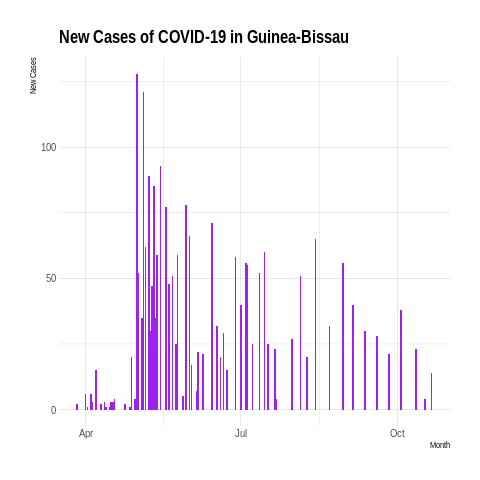 New Cases of COVID-19 in Guinea-Bissau
New Cases
100
50
0
Apr
Jul
Oct
Month